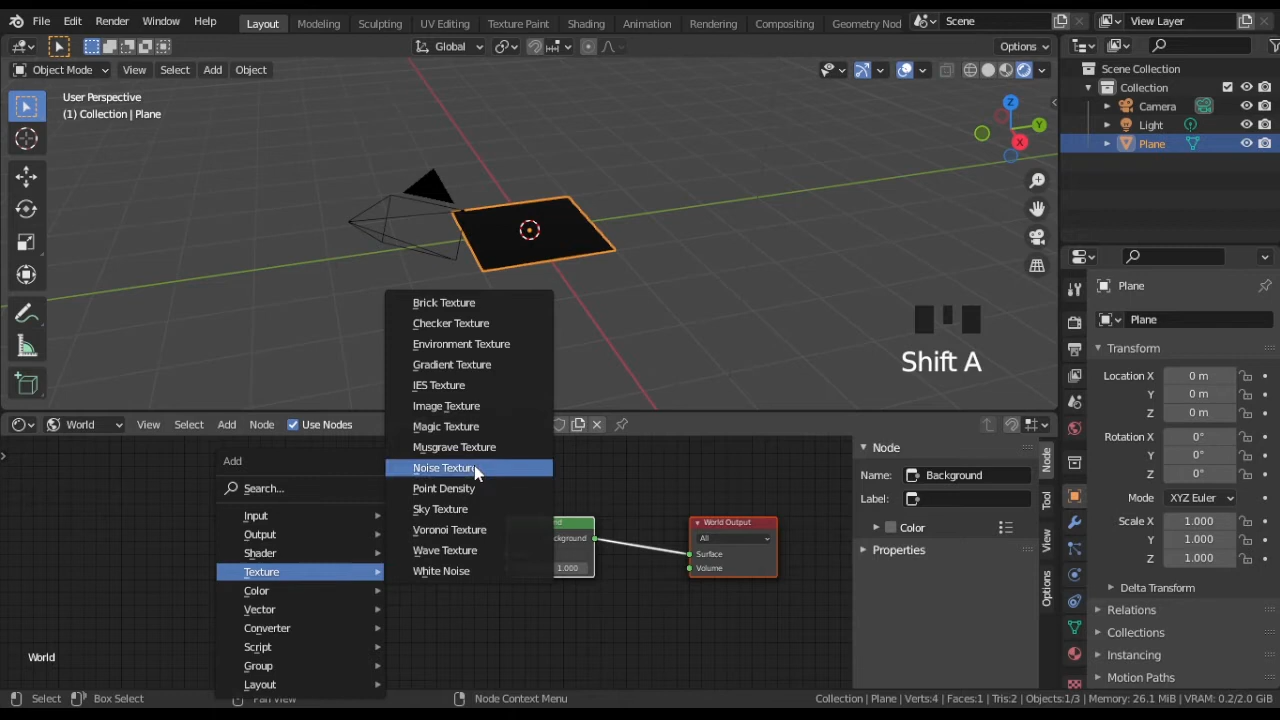 File Edit Render Window Help Layout Modeling Sculpting UV Editing Texture Paint Shading Animation Rendering Compositing Geometry Nod Scene View Layer
Global Options
Object Mode View Select Add Object
User Perspective
(1) Collection | Plane
Z
Y
X
Scene Collection
Collection
Camera
Light
Plane
Shift A
Plane
Plane
Transform
Location X 0 m
Y 0 m
Z 0 m
Rotation X 0°
Y 0°
Z 0°
Mode XYZ Euler
Scale X 1.000
Y 1.000
Z 1.000
Delta Transform
Relations
Collections
Instancing
Motion Paths
World View Select Add Node Use Nodes
Add
Search...
Input
Output
Shader
Texture
Color
Vector
Converter
Script
Group
Layout
Brick Texture
Checker Texture
Environment Texture
Gradient Texture
IES Texture
Image Texture
Magic Texture
Musgrave Texture
Noise Texture
Point Density
Sky Texture
Voronoi Texture
Wave Texture
White Noise
nd
ckground
1.000
World Output
All
Surface
Volume
Node
Name: Background
Label:
Color
Properties
Node
Tool
View
Options
World
Select Box Select Pan View Node Context Menu Collection | Plane | Verts:4 | Faces:1 | Tris:2 | Objects:1/3 | Memory: 26.1 MiB | VRAM: 0.2/2.0 GiB